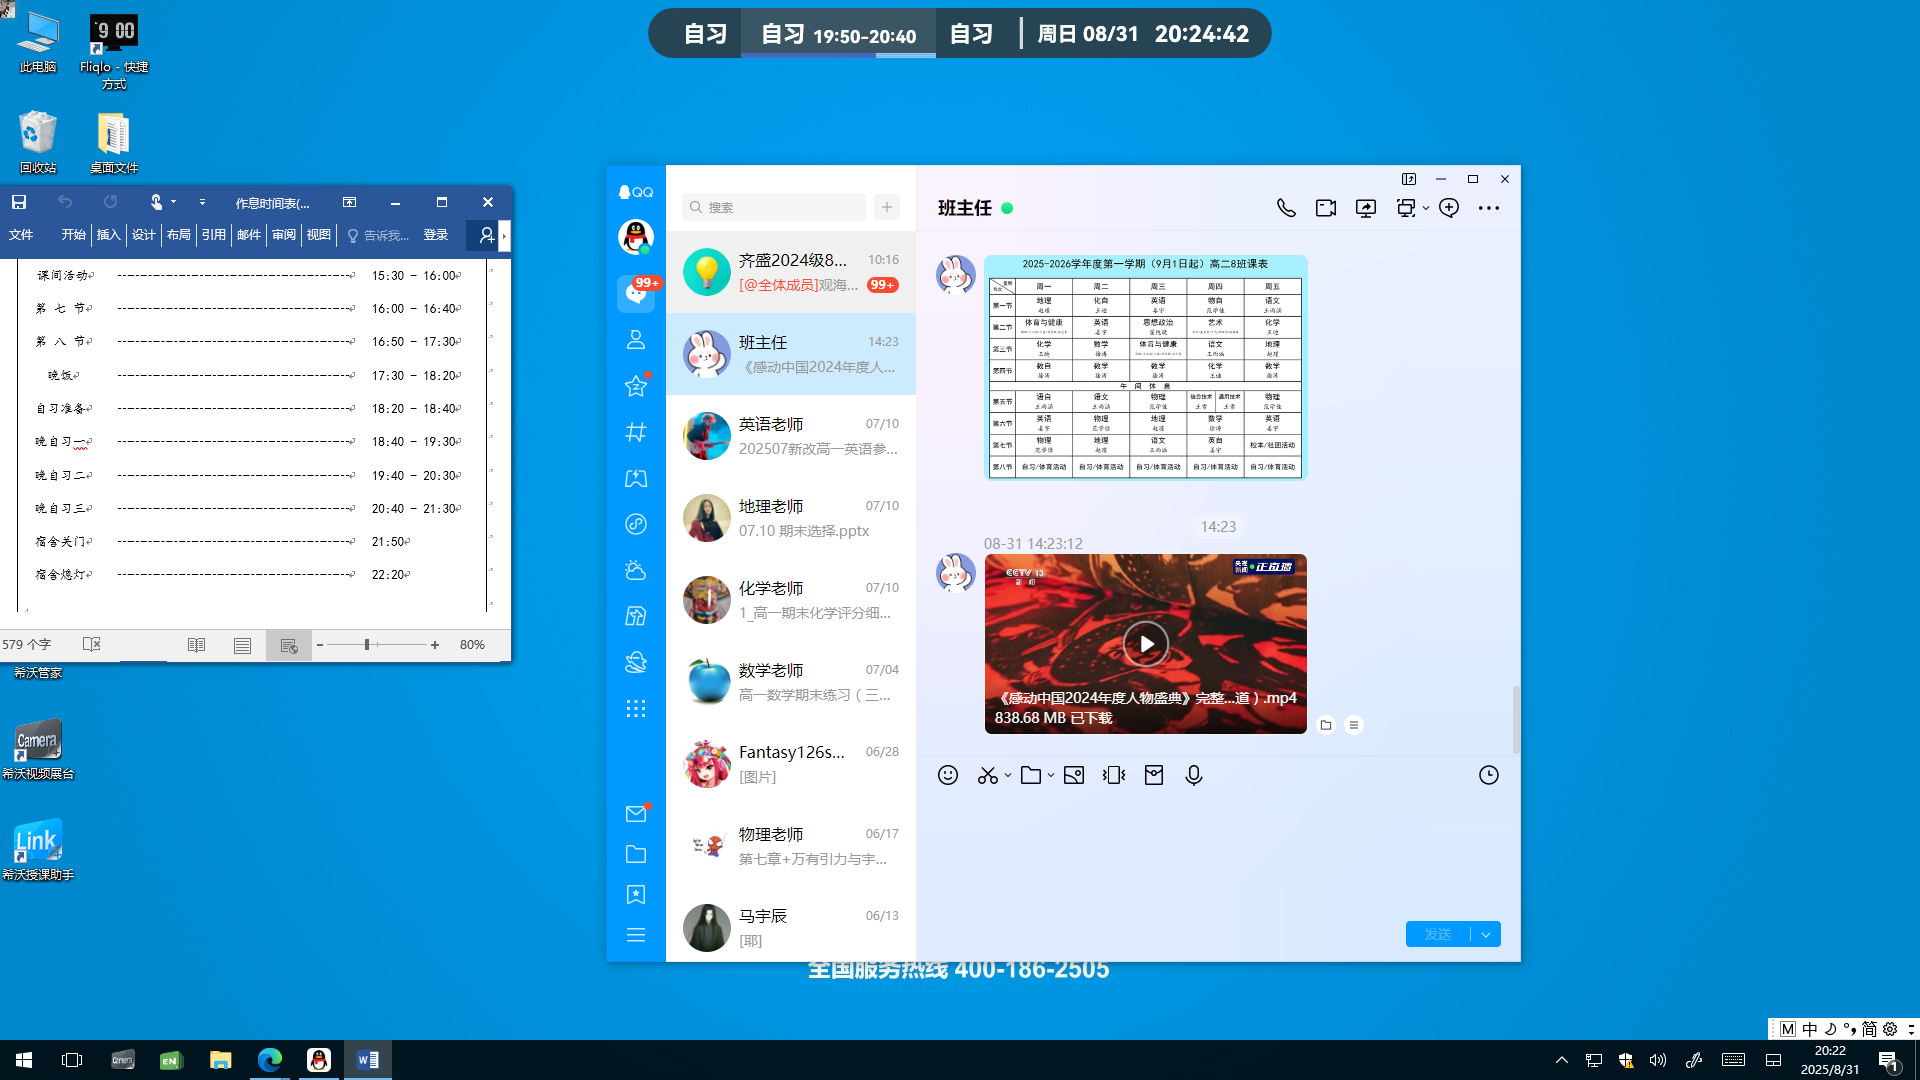 自习
自习 19:50-20:40
自习
周日 08/31 20:24:42
此电脑
Fliqlo - 快捷方式
回收站
桌面文件
作息时间表(...
文件 开始 插入 设计 布局 引用 邮件 审阅 视图 告诉我... 登录
课间活动 15:30 - 16:00
第 七 节 16:00 - 16:40
第 八 节 16:50 - 17:30
晚饭 17:30 - 18:20
自习准备 18:20 - 18:40
晚自习一 18:40 - 19:30
晚自习二 19:40 - 20:30
晚自习三 20:40 - 21:30
宿舍关门 21:50
宿舍熄灯 22:20
579 个字
80%
希沃管家
Camera
希沃视频展台
Link
希沃授课助手
QQ
99+
搜索
齐盛2024级8... 10:16
[@全体成员]观海... 99+
班主任 14:23
《感动中国2024年度人...
英语老师 07/10
202507新改高一英语参...
地理老师 07/10
07.10 期末选择.pptx
化学老师 07/10
1_高一期末化学评分细...
数学老师 07/04
高一数学期末练习（三...
Fantasy126s... 06/28
[图片]
物理老师 06/17
第七章+万有引力与宇...
马宇辰 06/13
[耶]
班主任
2025-2026学年度第一学期（9月1日起）高二8班课表
周一 周二 周三 周四 周五
第一节 地理 化自 英语 物自 语文
第二节 体育与健康 英语 思想政治 艺术 化学
第三节 化学 数学 体育与健康 语文 地理
第四节 数自 数学 数学 化学 数学
午 间 休 息
第五节 语自 语文 物理 信息技术 通用技术 物理
第六节 英语 物理 地理 数学 英语
第七节 物理 地理 语文 英自 校本/社团活动
第八节 自习/体育活动 自习/体育活动 自习/体育活动 自习/体育活动 自习/体育活动
14:23
08-31 14:23:12
CCTV 13
新闻
央视新闻 正直播
《感动中国2024年度人物盛典》完整...道）.mp4
838.68 MB 已下载
发送
全国服务热线 400-186-2505
M 中 简
Camera
EN
20:22
2025/8/31
1